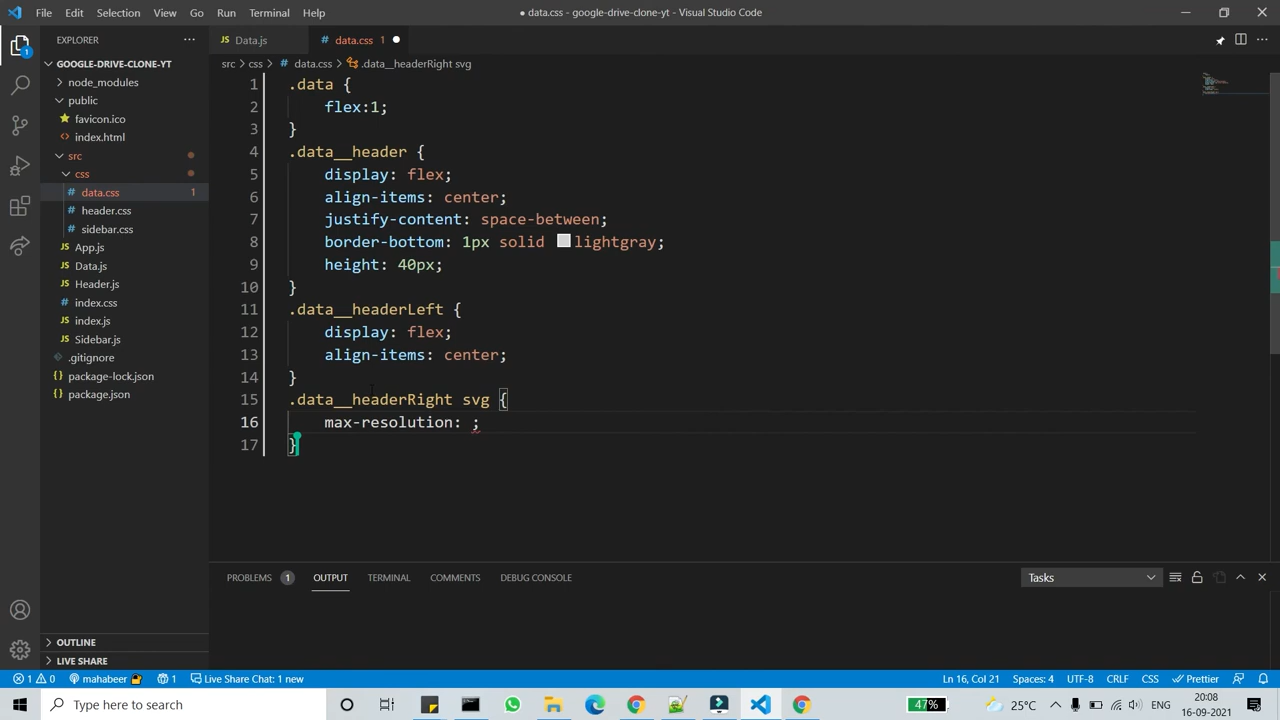 File Edit Selection View Go Run Terminal Help
data.css - google-drive-clone-yt - Visual Studio Code
EXPLORER
GOOGLE-DRIVE-CLONE-YT
node_modules
public
favicon.ico
index.html
src
css
data.css 1
header.css
sidebar.css
App.js
Data.js
Header.js
index.css
index.js
Sidebar.js
.gitignore
package-lock.json
package.json
OUTLINE
LIVE SHARE
Data.js data.css 1
src > css > data.css > .data__headerRight svg
1 .data {
2 flex:1;
3 }
4 .data__header {
5 display: flex;
6 align-items: center;
7 justify-content: space-between;
8 border-bottom: 1px solid lightgray;
9 height: 40px;
10 }
11 .data__headerLeft {
12 display: flex;
13 align-items: center;
14 }
15 .data__headerRight svg {
16 max-resolution: ;
17 }
PROBLEMS 1 OUTPUT TERMINAL COMMENTS DEBUG CONSOLE
Tasks
1 0 mahabeer 1 Live Share Chat: 1 new
Ln 16, Col 21 Spaces: 4 UTF-8 CRLF CSS Prettier
Type here to search
47% 25°C ENG
20:08
16-09-2021